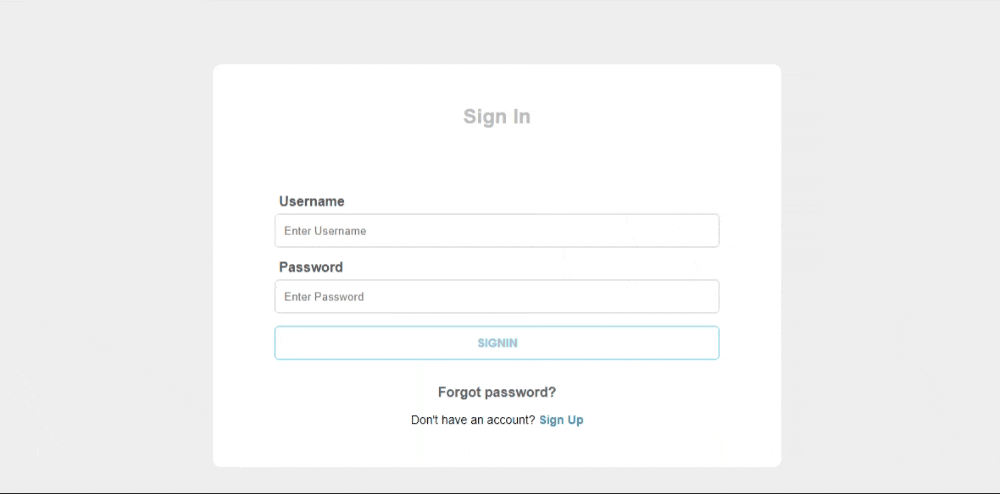 Sign In
Username
Enter Username
Password
Enter Password
SIGNIN
Forgot password?
Don't have an account? Sign Up